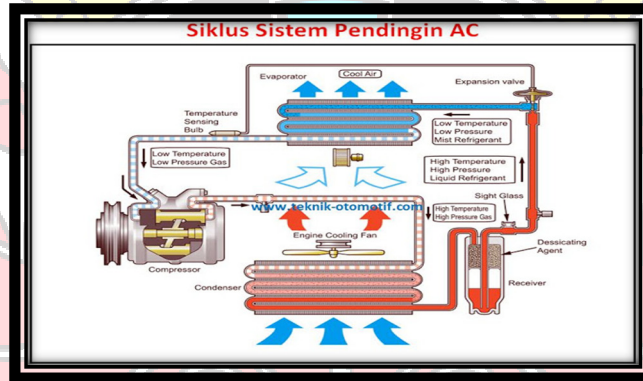 Siklus Sistem Pendingin AC
Evaporator
Cool Air
Expansion valve
Temperature
Sensing
Bulb
Low Temperature
Low Pressure
Mist Refrigerant
Low Temperature
Low Pressure Gas
High Temperature
High Pressure
Liquid Refrigerant
Sight Glass
www.teknik-otomotif.com
High Temperature
High Pressure Gas
Engine Cooling Fan
Dessicating
Agent
Compressor
Condenser
Receiver